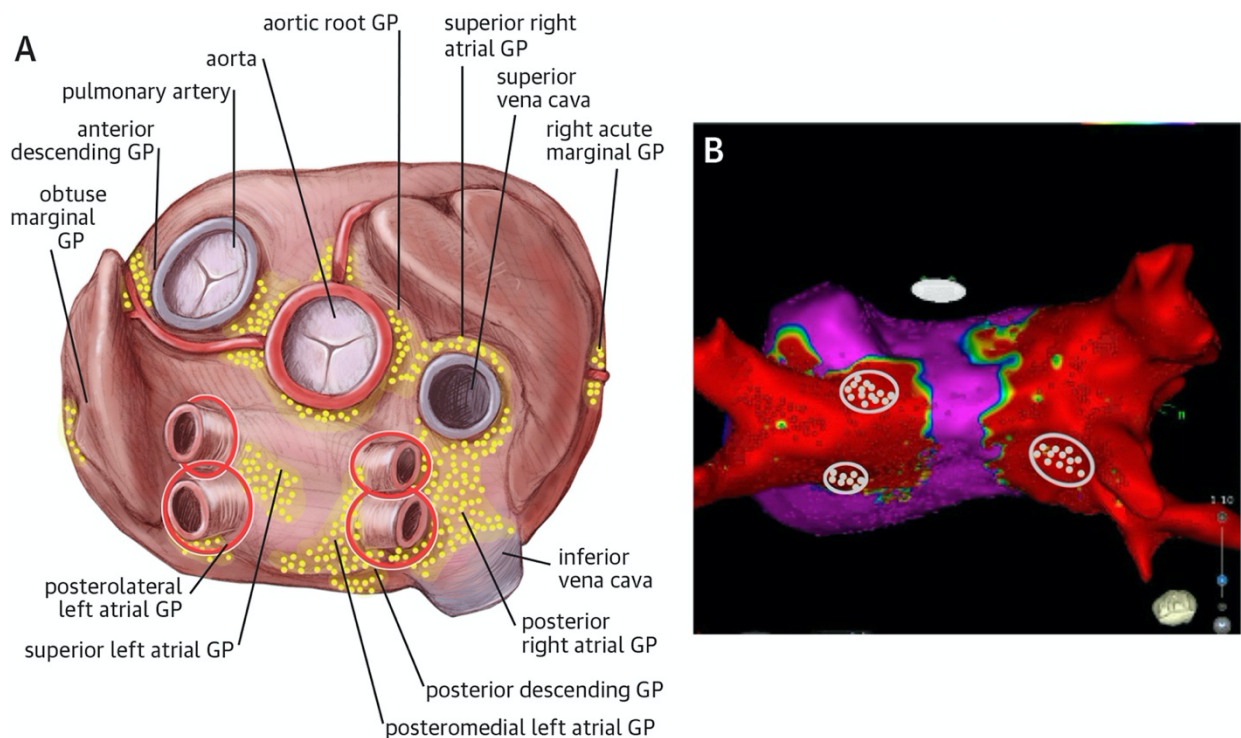 A
aortic root GP
superior right
atrial GP
aorta
superior
vena cava
pulmonary artery
anterior
descending GP
right acute
marginal GP
obtuse
marginal
GP
posterolateral
left atrial GP
superior left atrial GP
inferior
vena cava
posterior
right atrial GP
posterior descending GP
posteromedial left atrial GP
B
1.10